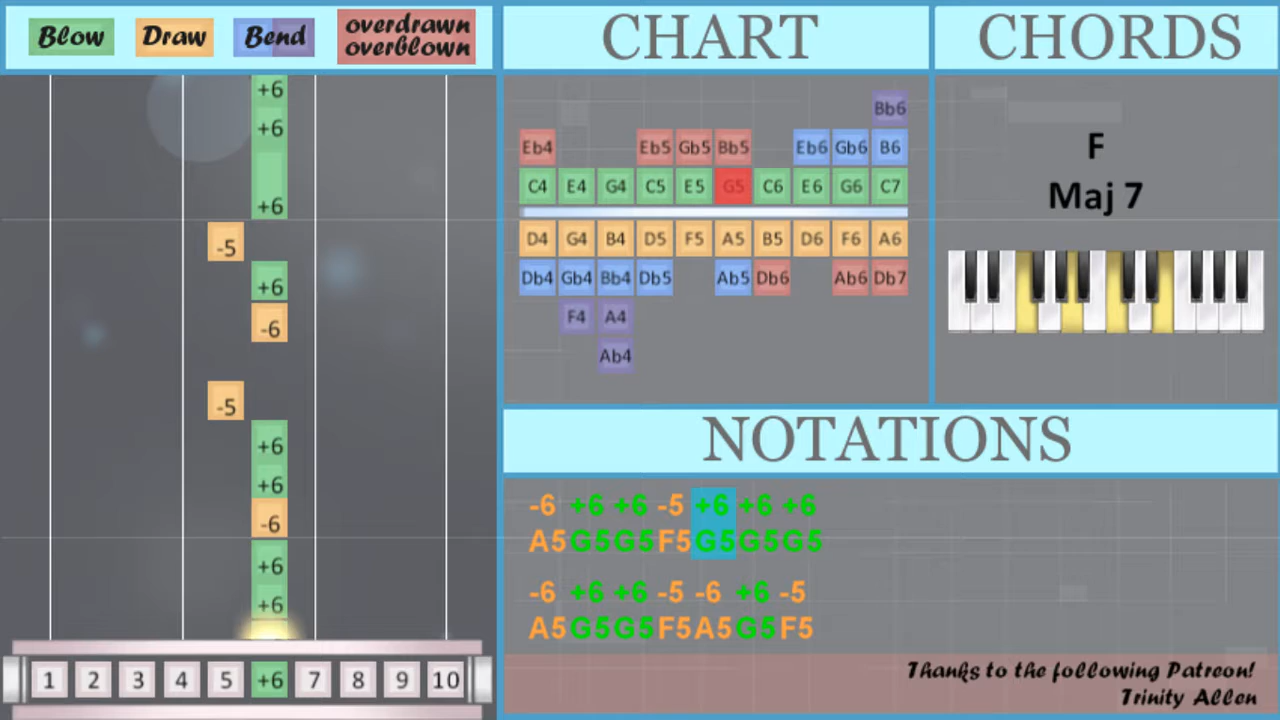 Blow
Draw
Bend
overdrawn
overblown
+6
+6
+6
-5
+6
-6
-5
+6
+6
-6
+6
+6
1 2 3 4 5 +6 7 8 9 10
CHART
Bb6
Eb4 Eb5 Gb5 Bb5 Eb6 Gb6 B6
C4 E4 G4 C5 E5 G5 C6 E6 G6 C7
D4 G4 B4 D5 F5 A5 B5 D6 F6 A6
Db4 Gb4 Bb4 Db5 Ab5 Db6 Ab6 Db7
F4 A4
Ab4
CHORDS
F
Maj 7
NOTATIONS
-6 +6 +6 -5 +6 +6 +6
A5 G5 G5 F5 G5 G5 G5
-6 +6 +6 -5 -6 +6 -5
A5 G5 G5 F5 A5 G5 F5
Thanks to the following Patreon!
Trinity Allen